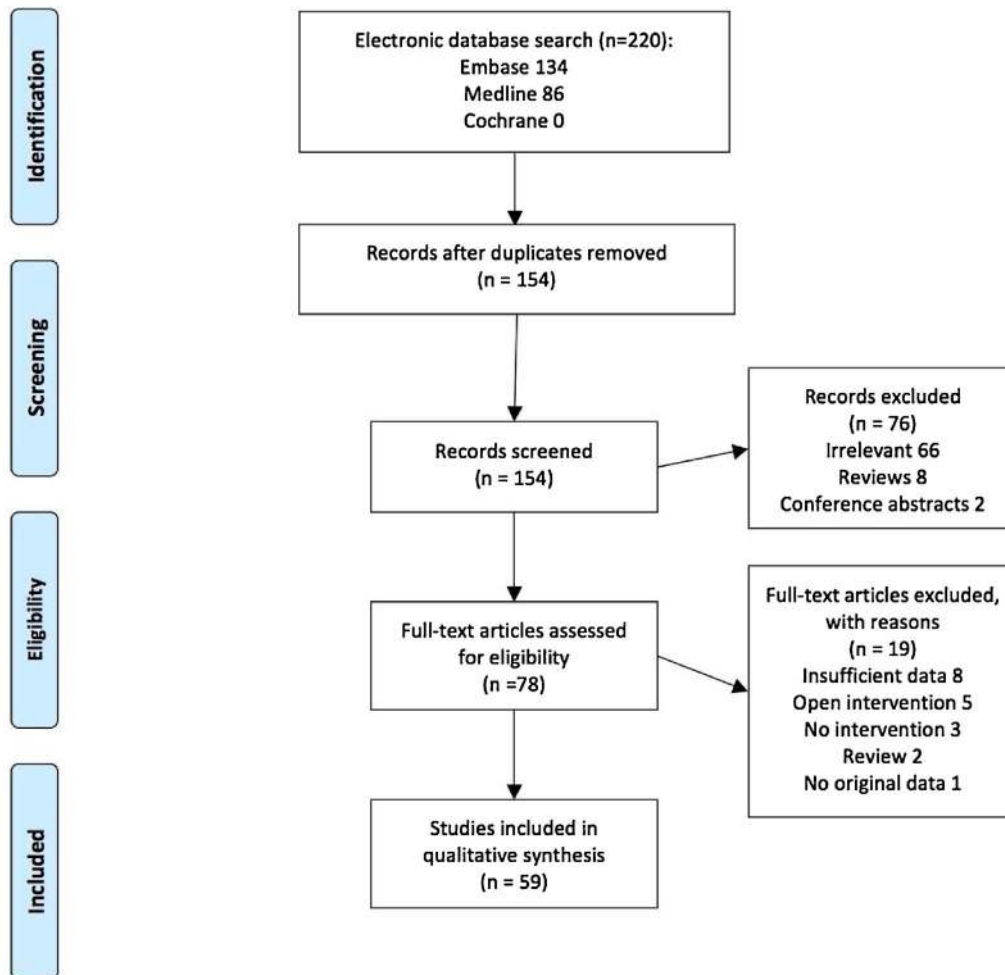 Identification
Electronic database search (n=220):
Embase 134
Medline 86
Cochrane 0
Records after duplicates removed
(n = 154)
Screening
Records screened
(n = 154)
Records excluded
(n = 76)
Irrelevant 66
Reviews 8
Conference abstracts 2
Eligibility
Full-text articles assessed
for eligibility
(n =78)
Full-text articles excluded,
with reasons
(n = 19)
Insufficient data 8
Open intervention 5
No intervention 3
Review 2
No original data 1
Included
Studies included in
qualitative synthesis
(n = 59)